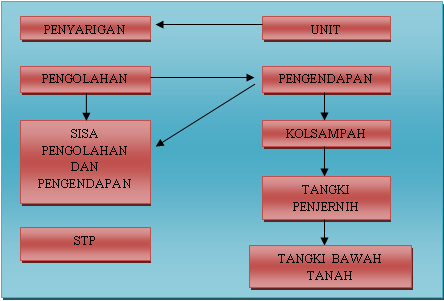 PENYARIGAN
UNIT
PENGOLAHAN
PENGENDAPAN
SISA
PENGOLAHAN
DAN
PENGENDAPAN
KOLSAMPAH
TANGKI
PENJERNIH
STP
TANGKI BAWAH
TANAH